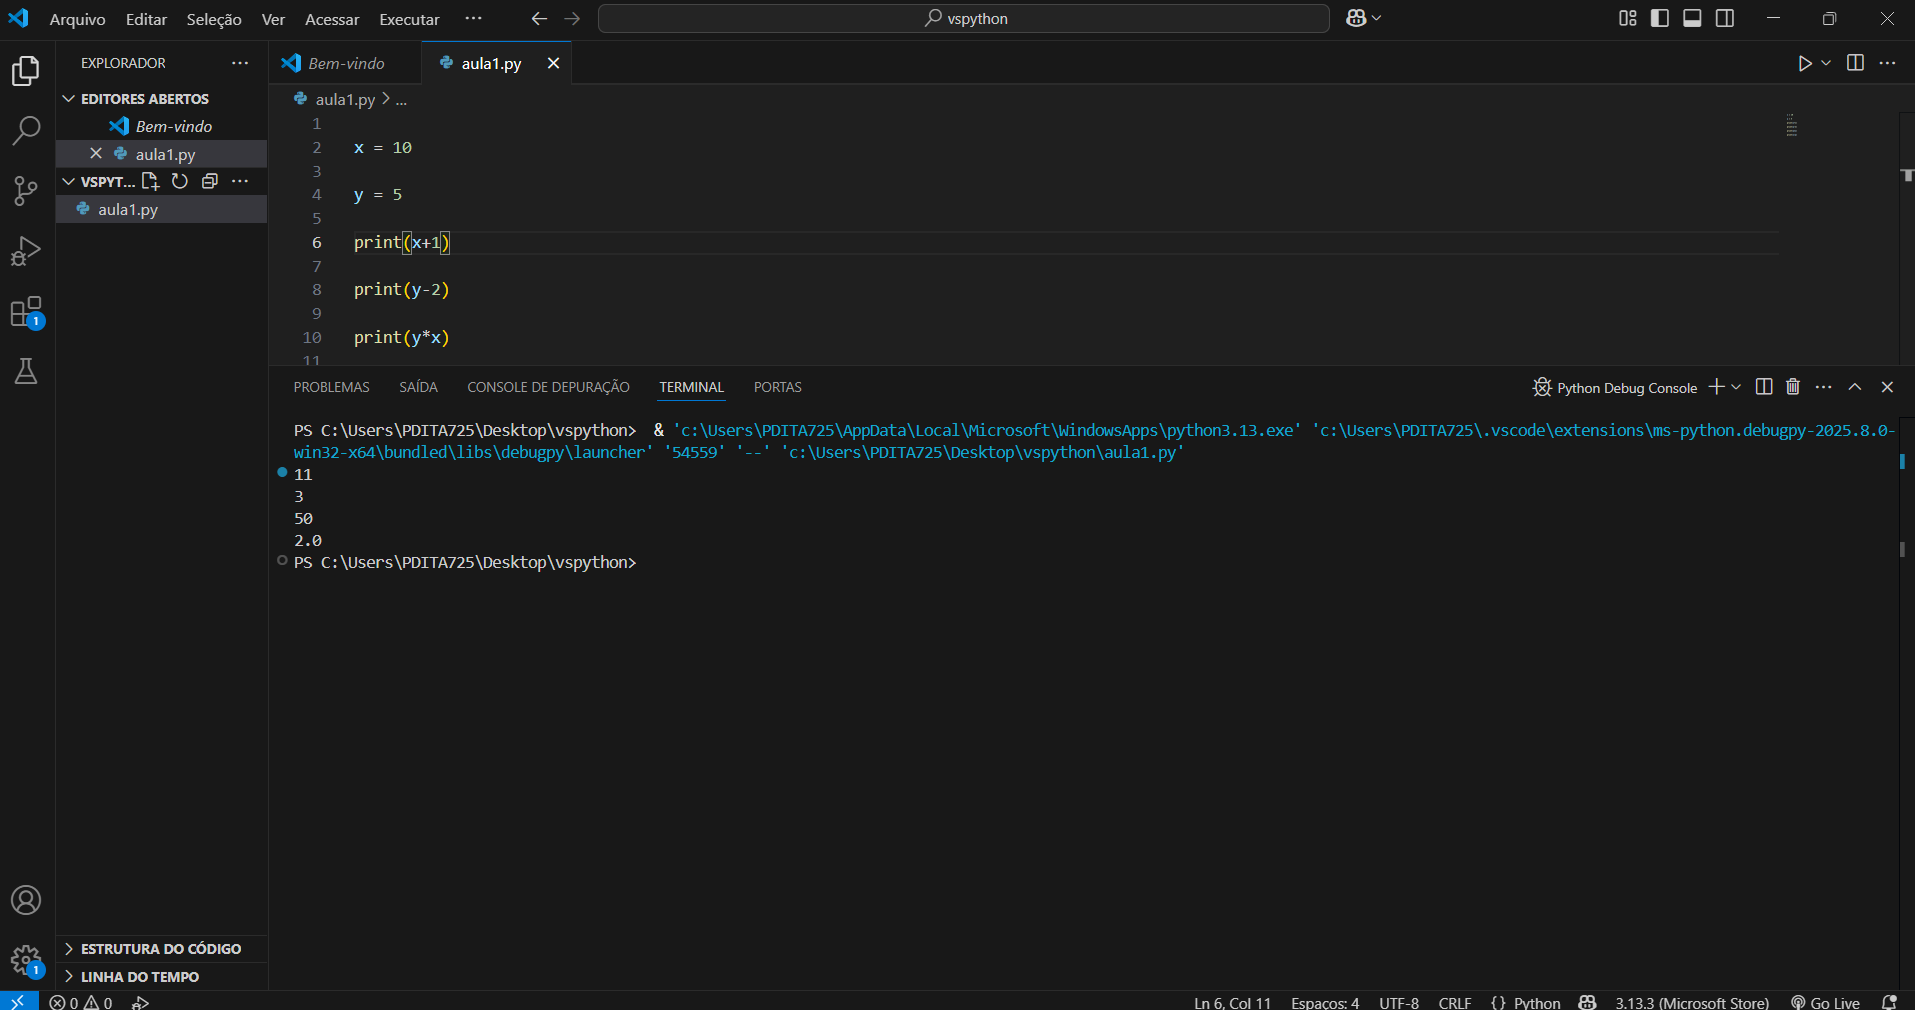 Arquivo Editar Seleção Ver Acessar Executar ... vspython
EXPLORADOR ...
EDITORES ABERTOS
Bem-vindo
aula1.py
VSPYT... ...
aula1.py
Bem-vindo aula1.py ...
aula1.py > ...
1
2 x = 10
3
4 y = 5
5
6 print(x+1)
7
8 print(y-2)
9
10 print(y*x)
11
PROBLEMAS SAÍDA CONSOLE DE DEPURAÇÃO TERMINAL PORTAS Python Debug Console ...
PS C:\Users\PDITA725\Desktop\vspython>  & 'c:\Users\PDITA725\AppData\Local\Microsoft\WindowsApps\python3.13.exe' 'c:\Users\PDITA725\.vscode\extensions\ms-python.debugpy-2025.8.0-
win32-x64\bundled\libs\debugpy\launcher' '54559' '--' 'c:\Users\PDITA725\Desktop\vspython\aula1.py'
11
3
50
2.0
PS C:\Users\PDITA725\Desktop\vspython>
1
ESTRUTURA DO CÓDIGO
1
LINHA DO TEMPO
0 0 Ln 6, Col 11 Espaços: 4 UTF-8 CRLF {} Python 3.13.3 (Microsoft Store) Go Live